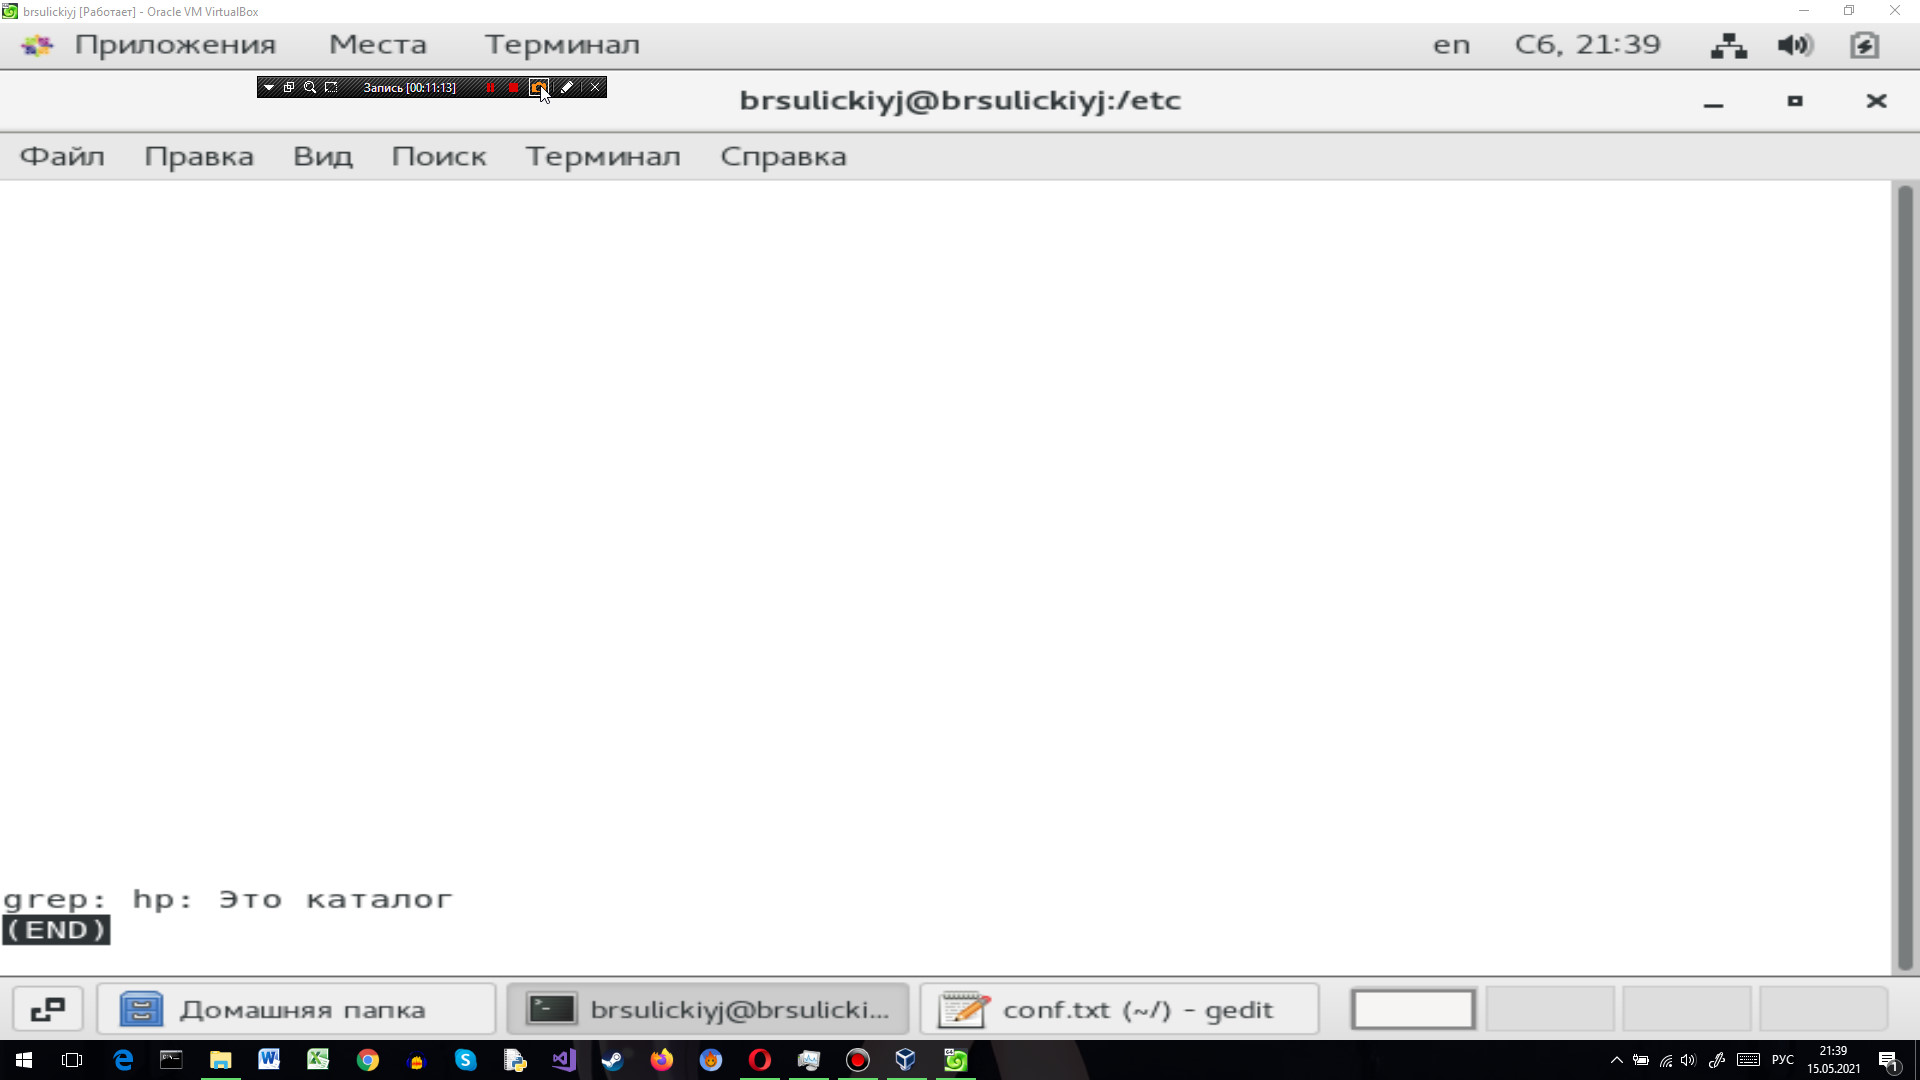 brsulickiyj [Работает] - Oracle VM VirtualBox
Приложения Места Терминал en Сб, 21:39
Запись [00:11:13]
brsulickiyj@brsulickiyj:/etc
Файл Правка Вид Поиск Терминал Справка
grep: hp: Это каталог
(END)
Домашняя папка brsulickiyj@brsulicki... conf.txt (~/) - gedit
РУС 21:39
15.05.2021
1